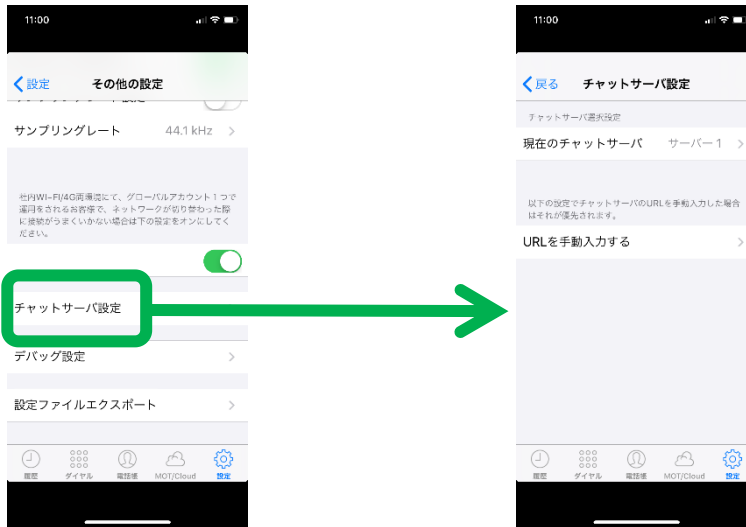 11:00
設定
その他の設定
サンプリングレート
44.1 kHz
社内WI-FI/4G両環境にて、グローバルアカウント1つで
運用をされるお客様で、ネットワークが切り替わった際
に接続がうまくいかない場合は下の設定をオンにしてく
ださい。
チャットサーバ設定
デバッグ設定
設定ファイルエクスポート
履歴
ダイヤル
電話帳
MOT/Cloud
設定
11:00
戻る
チャットサーバ設定
チャットサーバ選択設定
現在のチャットサーバ
サーバー 1
以下の設定でチャットサーバのURLを手動入力した場合
はそれが優先されます。
URLを手動入力する
履歴
ダイヤル
電話帳
MOT/Cloud
設定